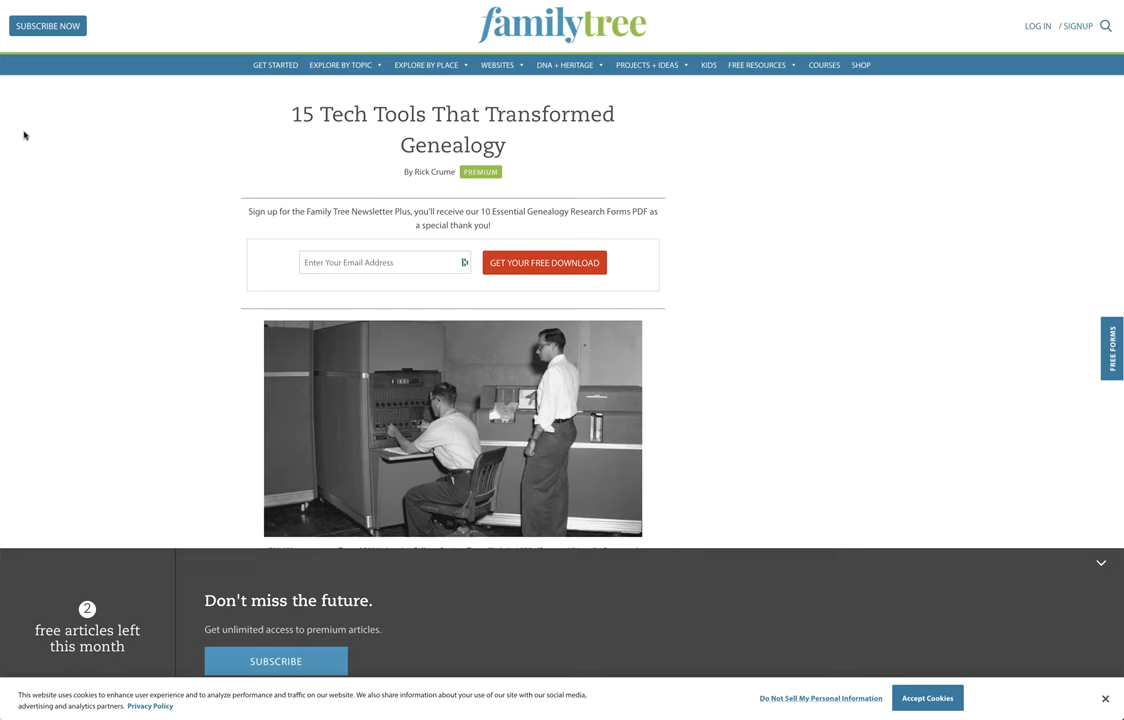 SUBSCRIBE NOW
familytree
LOG IN / SIGNUP
GET STARTED EXPLORE BY TOPIC EXPLORE BY PLACE WEBSITES DNA + HERITAGE PROJECTS + IDEAS KIDS FREE RESOURCES COURSES SHOP
15 Tech Tools That Transformed
Genealogy
By Rick Crume PREMIUM
Sign up for the Family Tree Newsletter Plus, you'll receive our 10 Essential Genealogy Research Forms PDF as
a special thank you!
Enter Your Email Address GET YOUR FREE DOWNLOAD
FREE FORMS
2
free articles left
this month
Don't miss the future.
Get unlimited access to premium articles.
SUBSCRIBE
This website uses cookies to enhance user experience and to analyze performance and traffic on our website. We also share information about your use of our site with our social media,
advertising and analytics partners. Privacy Policy
Do Not Sell My Personal Information
Accept Cookies